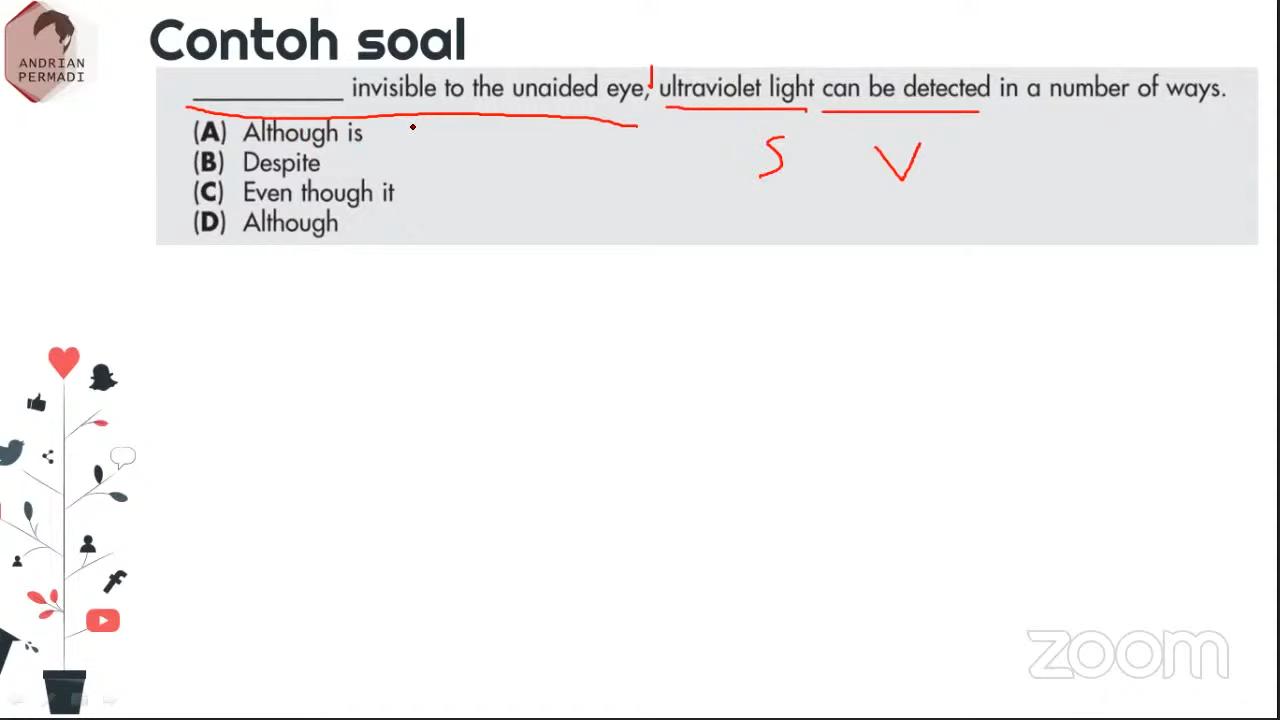 ANDRIAN
PERMADI
Contoh soal
____________ invisible to the unaided eye, ultraviolet light can be detected in a number of ways.
S V
(A) Although is
(B) Despite
(C) Even though it
(D) Although
zoom